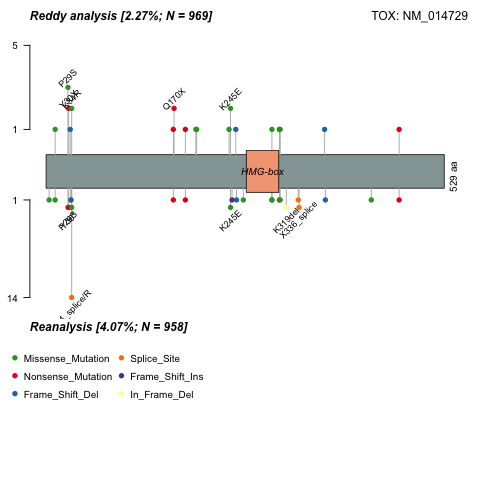 Reddy analysis [2.27%; N = 969]
TOX: NM_014729
5
1
P29S
Q170X
K245E
HMG-box
529 aa
1
14
K245E
K319del
X336_splice
Reanalysis [4.07%; N = 958]
Missense_Mutation
Splice_Site
Nonsense_Mutation
Frame_Shift_Ins
Frame_Shift_Del
In_Frame_Del